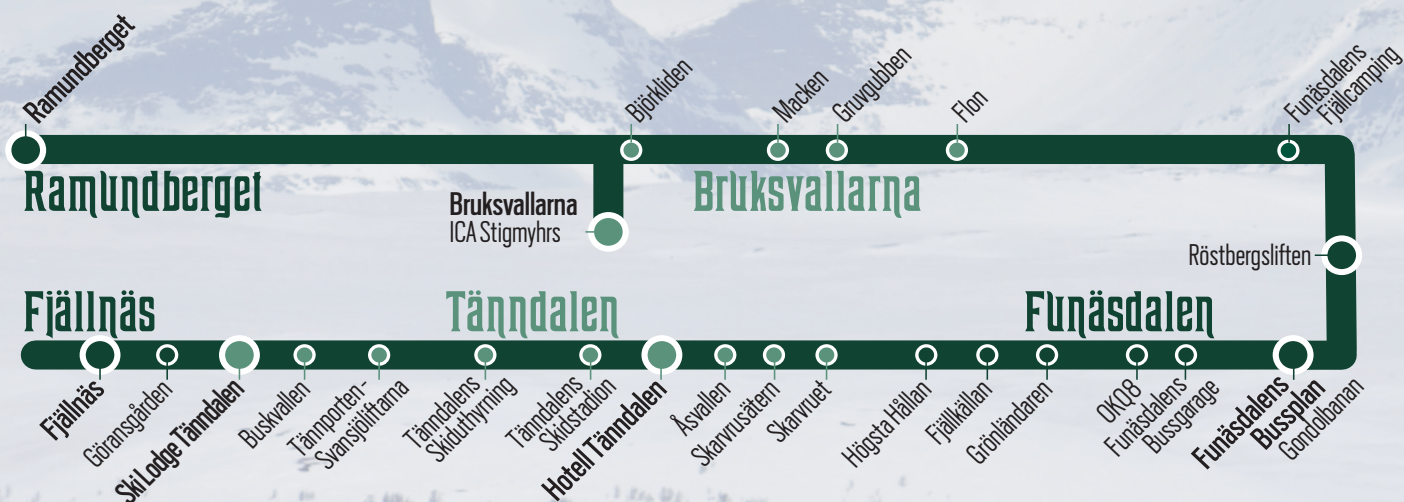 Ramundberget
Björkliden
Macken
Gruvgubben
Flon
Funäsdalens
Fjällcamping
Ramundberget
Bruksvallarna
Bruksvallarna
ICA Stigmyhrs
Röstbergsliften
Fjällnäs
Tänndalen
Funäsdalen
Fjällnäs
Göransgården
Ski Lodge Tänndalen
Buskvallen
Tännporten-
Svansjöliftarna
Tänndalens
Skiduthyrning
Tänndalens
Skidstadion
Hotell Tänndalen
Åsvallen
Skarvrusätern
Skarvruet
Högsta Hållan
Fjällkällan
Grönländaren
OKQ8
Funäsdalens
Bussgarage
Funäsdalens
Bussplan
Gondolbanan